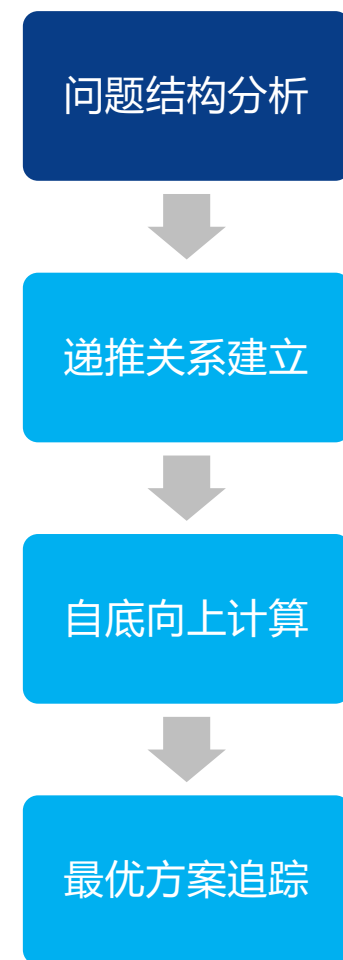 问题结构分析
递推关系建立
自底向上计算
最优方案追踪